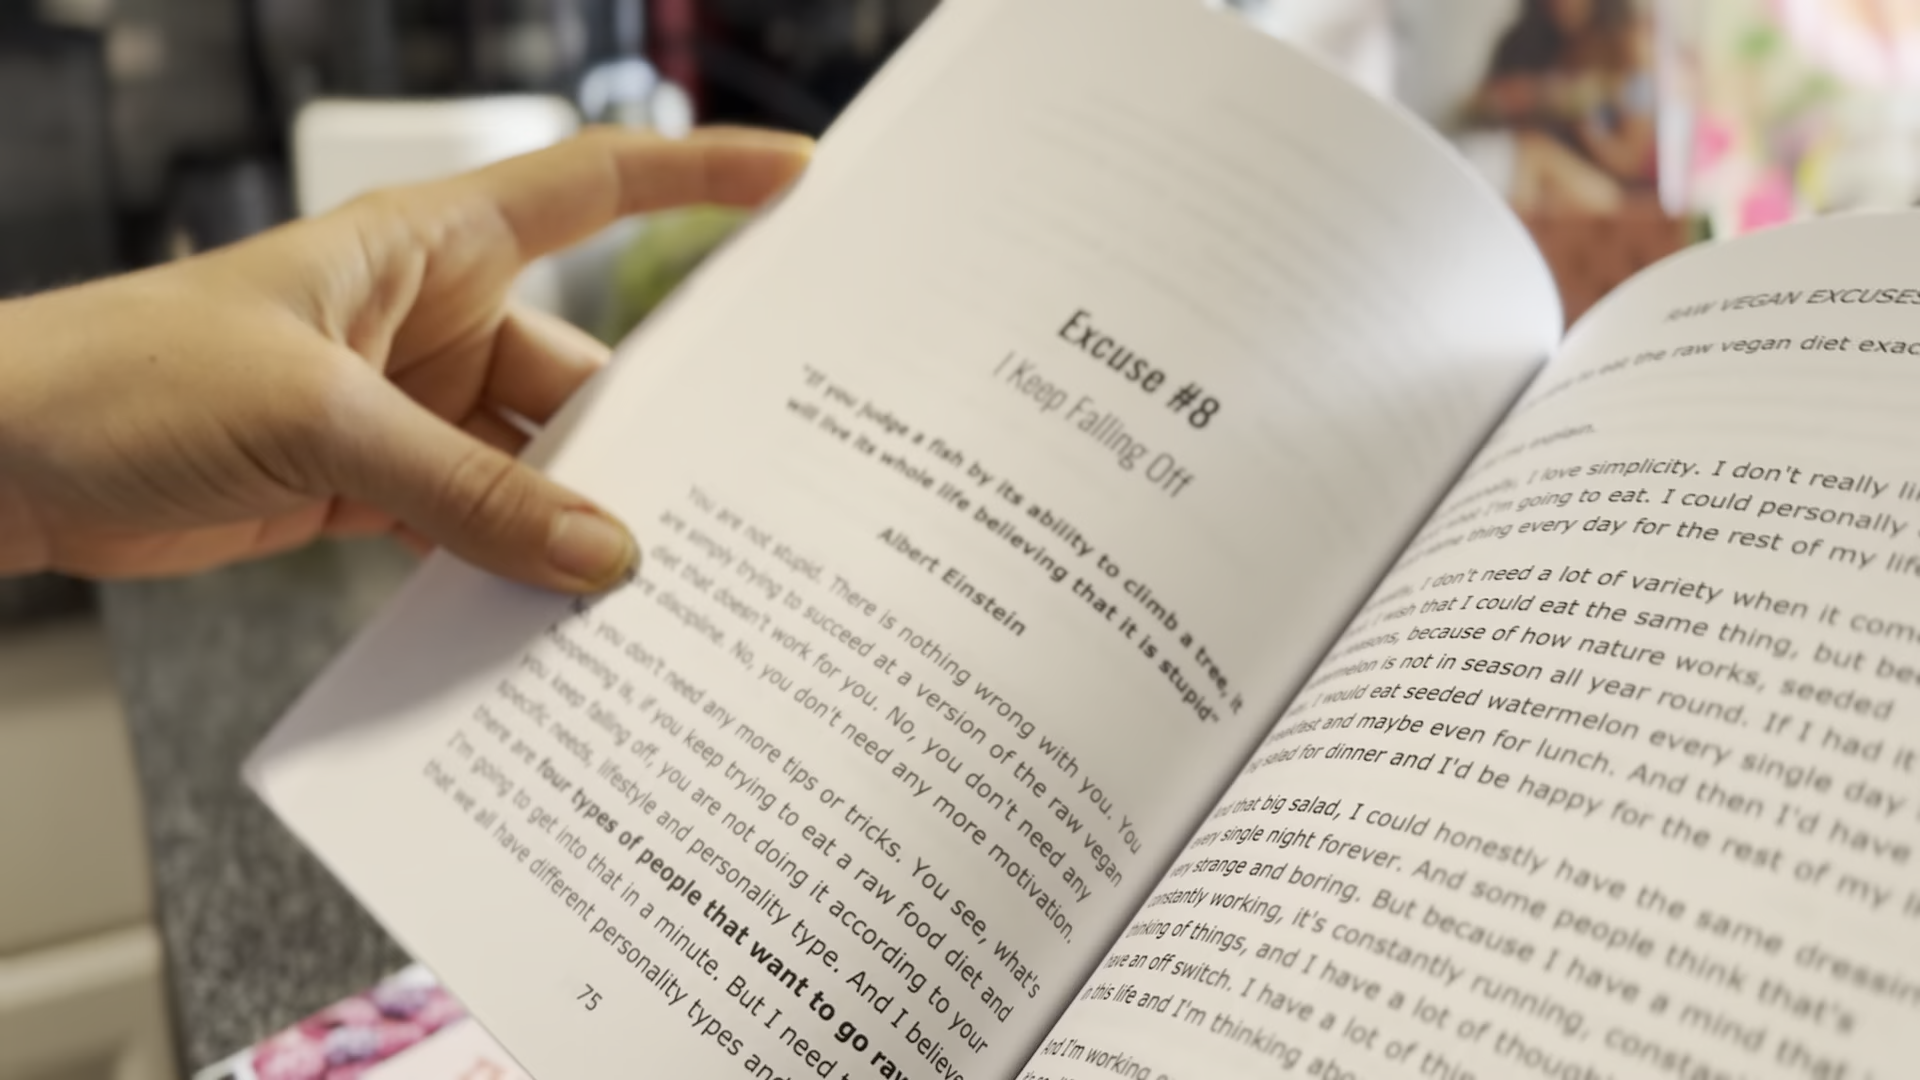 Excuse #8
I Keep Falling Off
"If you judge a fish by its ability to climb a tree, it
will live its whole life believing that it is stupid"
Albert Einstein
You are not stupid. There is nothing wrong with you. You
are simply trying to succeed at a version of the raw vegan
diet that doesn't work for you. No, you don't need any
more discipline. No, you don't need any more motivation.
No, you don't need any more tips or tricks. You see, what's
happening is, if you keep trying to eat a raw food diet and
you keep falling off, you are not doing it according to your
specific needs, lifestyle and personality type. And I believe
there are four types of people that want to go raw
I'm going to get into that in a minute. But I need
that we all have different personality types and
75
RAW VEGAN EXCUSES
the raw vegan diet
explain.
I love simplicity. I don't really
I'm going to eat. I could personally
thing every day for the rest of my life
I don't need a lot of variety when it
I wish that I could eat the same thing, but
because of how nature works, seeded
is not in season all year round. If I had it
I would eat seeded watermelon every single day
and maybe even for lunch. And then I'd have
salad for dinner and I'd be happy for the rest of my
that big salad, I could honestly have the same
every single night forever. And some people think that's
very strange and boring. But because I have a mind that
constantly working, it's constantly running,
thinking of things, and I have a lot of
have an off switch. I have a lot of
in this life and I'm thinking
And I'm working